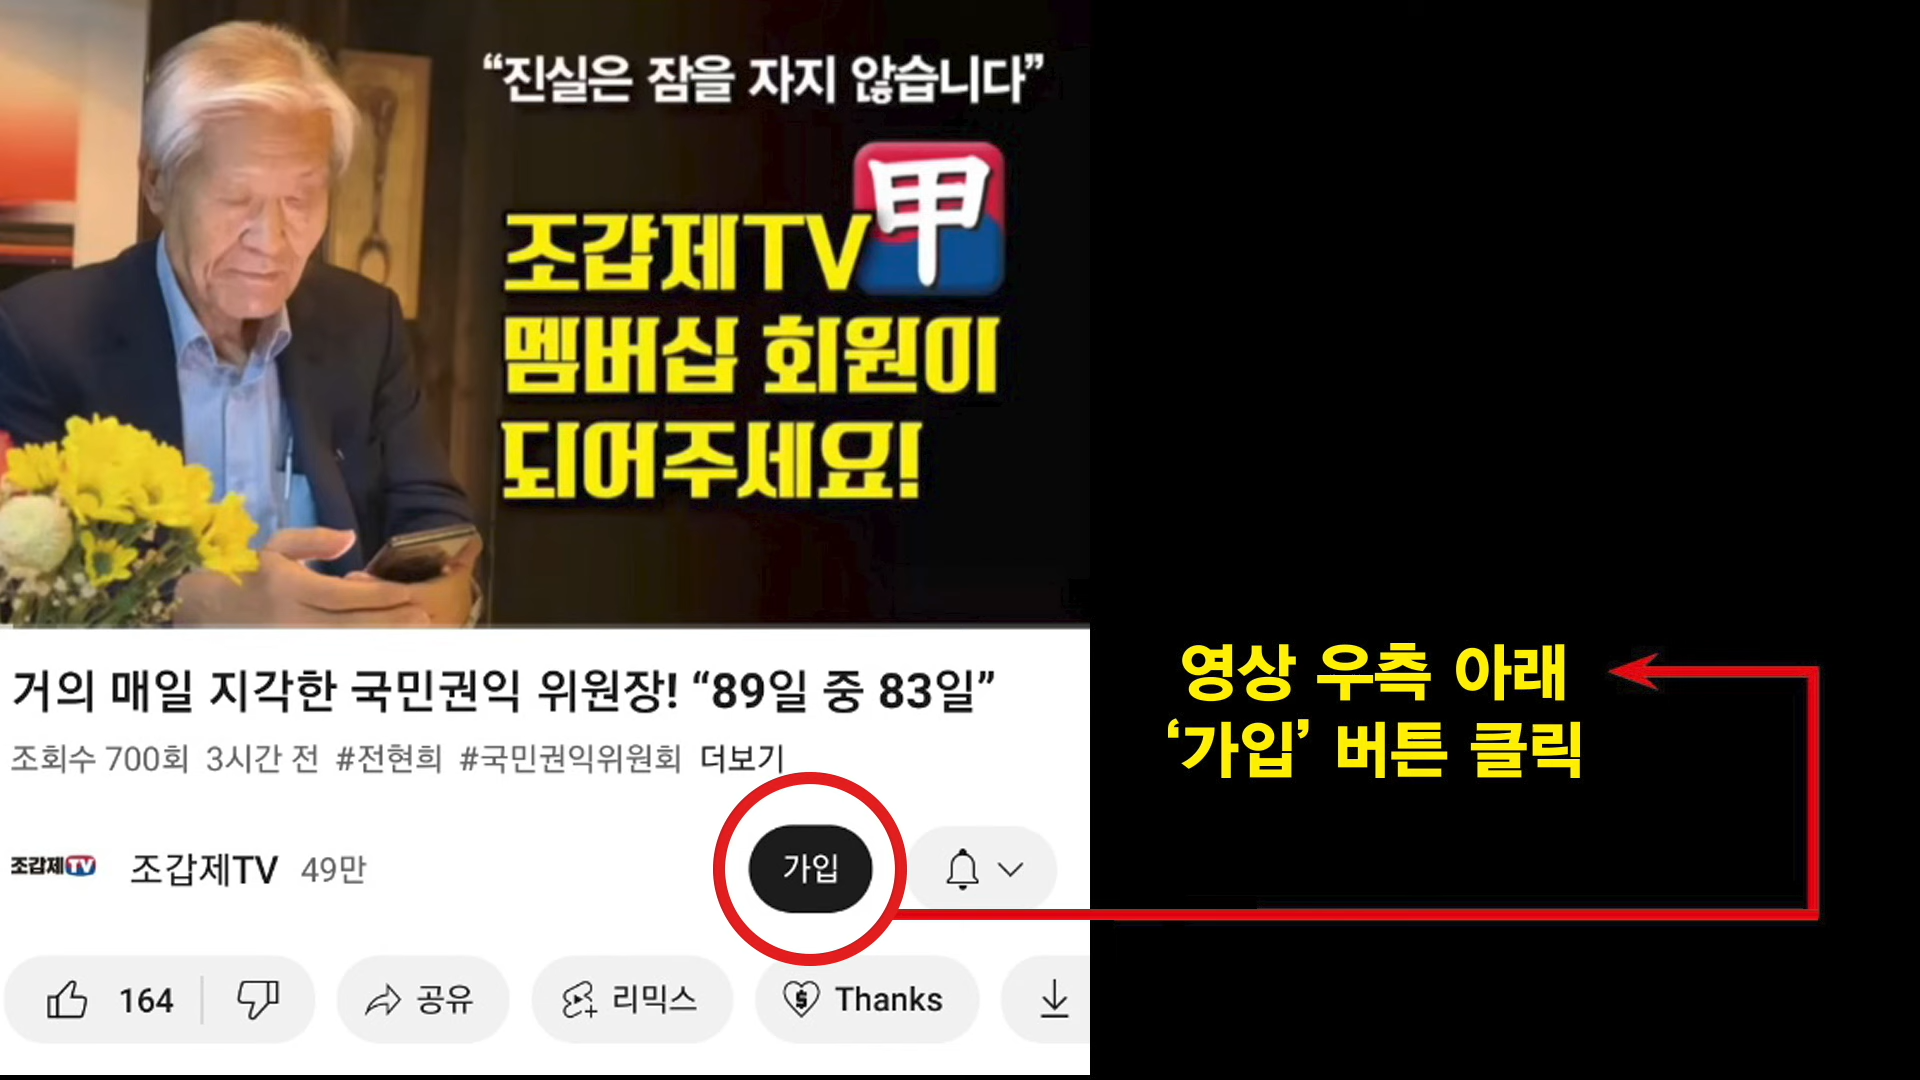 “진실은 잠을 자지 않습니다”
조갑제TV甲
멤버십 회원이
되어주세요!
거의 매일 지각한 국민권익 위원장! “89일 중 83일”
조회수 700회 3시간 전 #전현희 #국민권익위원회 더보기
조갑제TV 조갑제TV 49만 가입
164 공유 리믹스 Thanks
영상 우측 아래
‘가입’ 버튼 클릭